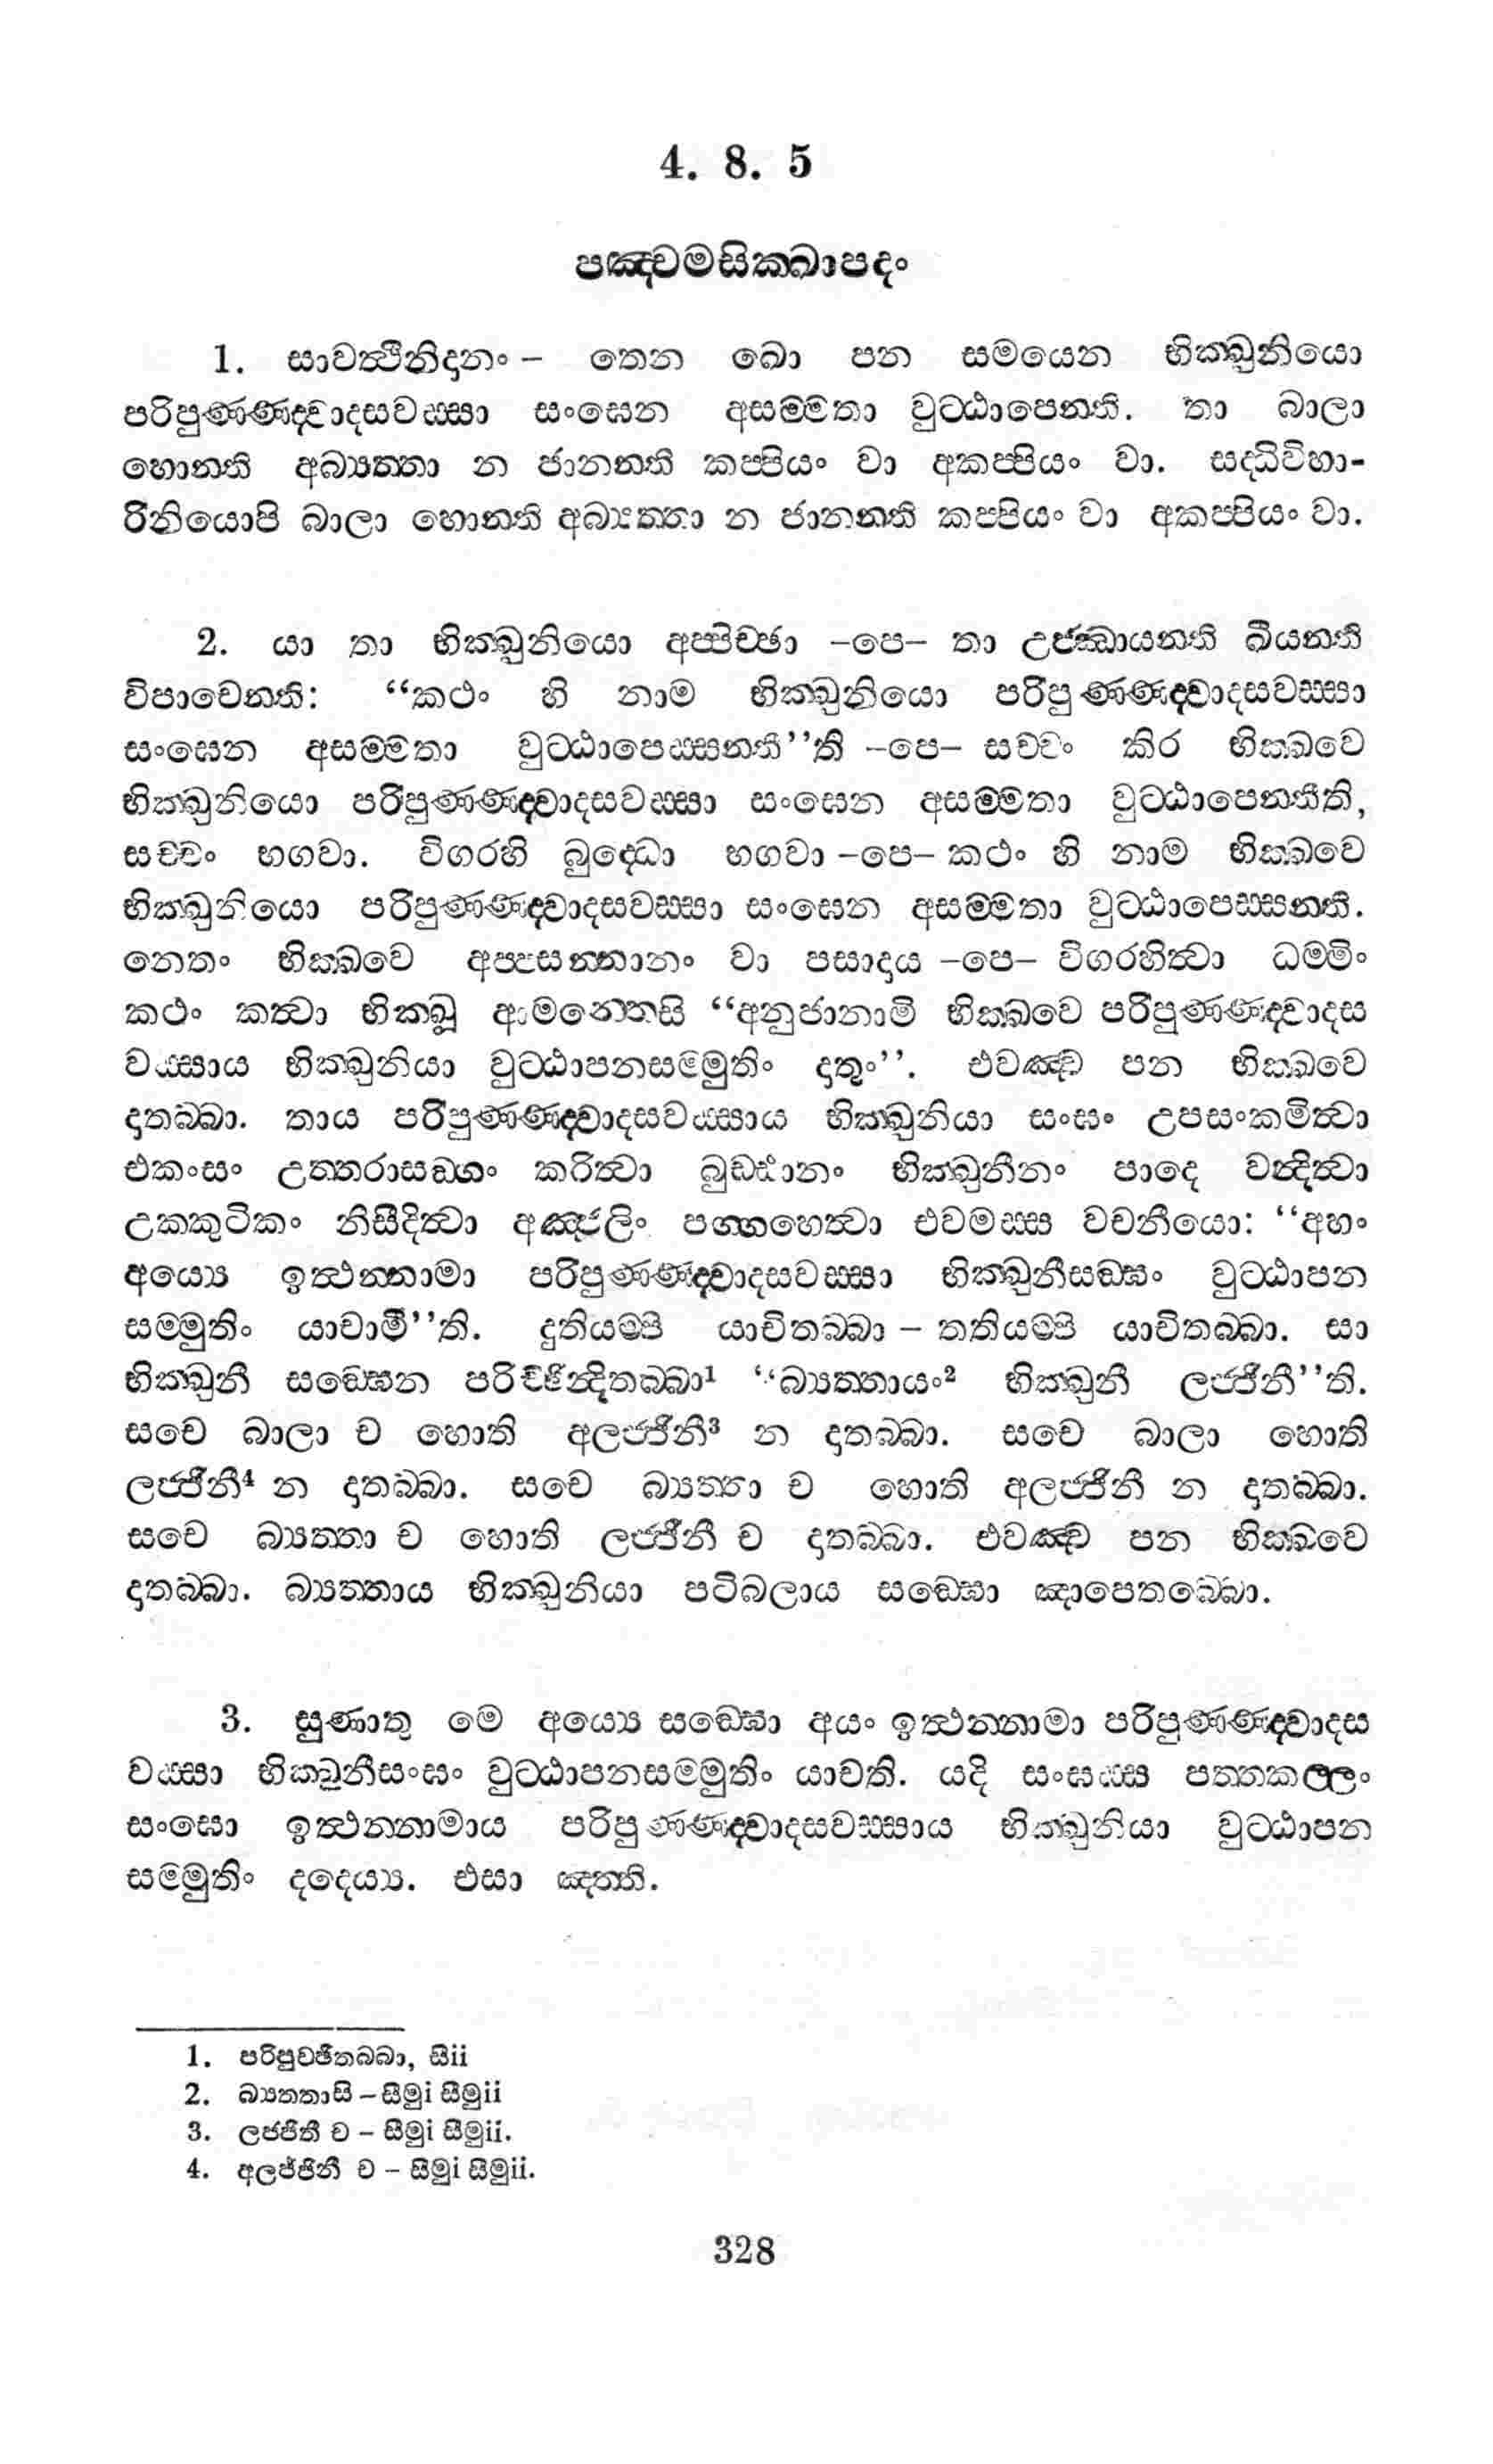 4. 8. 5
පඤ්චමසික්ඛාපදං
1. සාවත්ථිනිදානං – තෙන ඛො පන සමයෙන භික්ඛුනියො
පරිපුණ්ණද්වාදසවස්සා සංඝෙන අසම්මතා වුට්ඨාපෙන්ති. තා බාලා
හොන්ති අබ්‍යත්තා න ජානන්ති කප්පියං වා අකප්පියං වා. සද්ධිවිහා-
රිනියොපි බාලා හොන්ති අබ්‍යත්තා න ජානන්ති කප්පියං වා අකප්පියං වා.
2. යා තා භික්ඛුනියො අප්පිච්ඡා –පෙ– තා උජ්ඣායන්ති ඛීයන්ති
විපාචෙන්ති: “කථං හි නාම භික්ඛුනියො පරිපුණ්ණද්වාදසවස්සා
සංඝෙන අසම්මතා වුට්ඨාපෙස්සන්තී”ති –පෙ– සච්චං කිර භික්ඛවෙ
භික්ඛුනියො පරිපුණ්ණද්වාදසවස්සා සංඝෙන අසම්මතා වුට්ඨාපෙන්තීති,
සච්චං භගවා. විගරහි බුද්ධො භගවා –පෙ– කථං හි නාම භික්ඛවෙ
භික්ඛුනියො පරිපුණ්ණද්වාදසවස්සා සංඝෙන අසම්මතා වුට්ඨාපෙස්සන්ති.
නෙතං භික්ඛවෙ අප්පසන්නානං වා පසාදාය –පෙ– විගරහිත්වා ධම්මිං
කථං කත්වා භික්ඛූ ආමන්තෙසි “අනුජානාමි භික්ඛවෙ පරිපුණ්ණද්වාදස
වස්සාය භික්ඛුනියා වුට්ඨාපනසම්මුතිං දාතුං”. එවඤ්ච පන භික්ඛවෙ
දාතබ්බා. තාය පරිපුණ්ණද්වාදසවස්සාය භික්ඛුනියා සංඝං උපසංකමිත්වා
එකංසං උත්තරාසඞ්ගං කරිත්වා බුඩ්ඪානං භික්ඛුනීනං පාදෙ වන්දිත්වා
උක්කුටිකං නිසීදිත්වා අඤ්ජලිං පග්ගහෙත්වා එවමස්ස වචනීයො: “අහං
අය්‍යෙ ඉත්ථන්නාමා පරිපුණ්ණද්වාදසවස්සා භික්ඛුනීසඞ්ඝං වුට්ඨාපන
සම්මුතිං යාචාමී”ති. දුතියම්පි යාචිතබ්බා – තතියම්පි යාචිතබ්බා. සා
භික්ඛුනී සඞ්ඝෙන පරිච්ඡින්දිතබ්බා¹ “බ්‍යත්තායං² භික්ඛුනී ලජ්ජිනී”ති.
සචෙ බාලා ච හොති අලජ්ජිනී³ න දාතබ්බා. සචෙ බාලා හොති
ලජ්ජිනී⁴ න දාතබ්බා. සචෙ බ්‍යත්තා ච හොති අලජ්ජිනී න දාතබ්බා.
සචෙ බ්‍යත්තා ච හොති ලජ්ජිනී ච දාතබ්බා. එවඤ්ච පන භික්ඛවෙ
දාතබ්බා. බ්‍යත්තාය භික්ඛුනියා පටිබලාය සඞ්ඝො ඤාපෙතබ්බො.
3. සුණාතු මෙ අය්‍යෙ සඞ්ඝො අයං ඉත්ථන්නාමා පරිපුණ්ණද්වාදස
වස්සා භික්ඛුනීසංඝං වුට්ඨාපනසම්මුතිං යාචති. යදි සංඝස්ස පත්තකල්ලං
සංඝො ඉත්ථන්නාමාය පරිපුණ්ණද්වාදසවස්සාය භික්ඛුනියා වුට්ඨාපන
සම්මුතිං දදෙය්‍ය. එසා ඤත්ති.
1. පරිපුච්ඡිතබ්බා, සීii
2. බ්‍යත්තාසි – සීමුi සීමුii
3. ලජ්ජිනී ච – සීමුi සීමුii.
4. අලජ්ජිනී ච – සීමුi සීමුii.
328